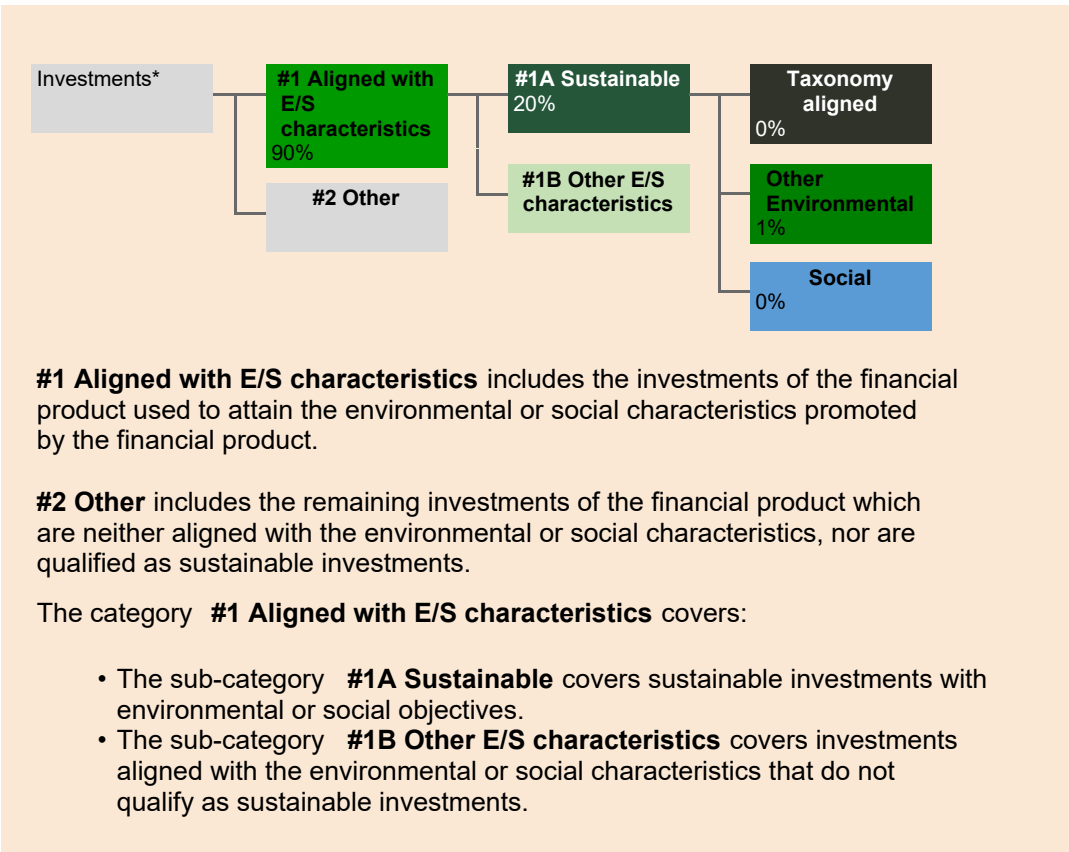 Investments*
#1 Aligned with
E/S
characteristics
90%
#2 Other
#1A Sustainable
20%
#1B Other E/S
characteristics
Taxonomy
aligned
0%
Other
Environmental
1%
Social
0%
#1 Aligned with E/S characteristics includes the investments of the financial
product used to attain the environmental or social characteristics promoted
by the financial product.
#2 Other includes the remaining investments of the financial product which
are neither aligned with the environmental or social characteristics, nor are
qualified as sustainable investments.
The category #1 Aligned with E/S characteristics covers:
• The sub-category #1A Sustainable covers sustainable investments with
environmental or social objectives.
• The sub-category #1B Other E/S characteristics covers investments
aligned with the environmental or social characteristics that do not
qualify as sustainable investments.